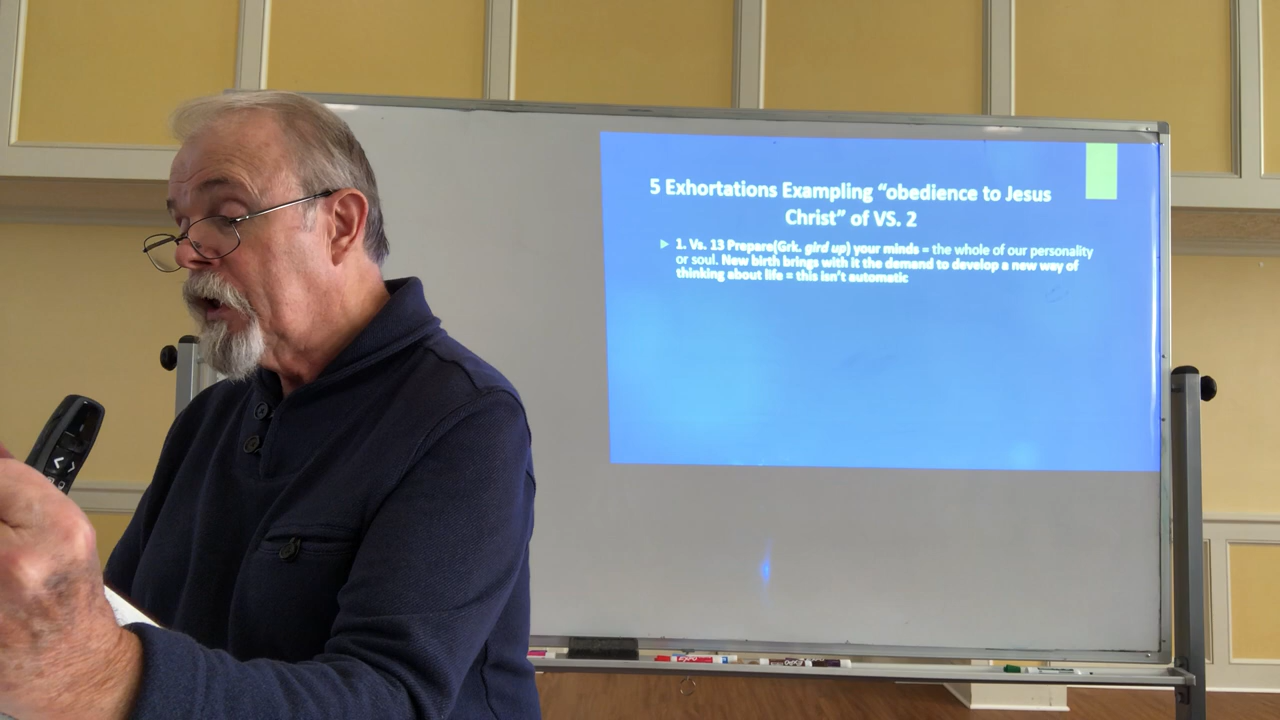 5 Exhortations Exampling “obedience to Jesus
Christ” of VS. 2
1. Vs. 13 Prepare(Grk. gird up) your minds = the whole of our personality
or soul. New birth brings with it the demand to develop a new way of
thinking about life = this isn’t automatic
EXPO